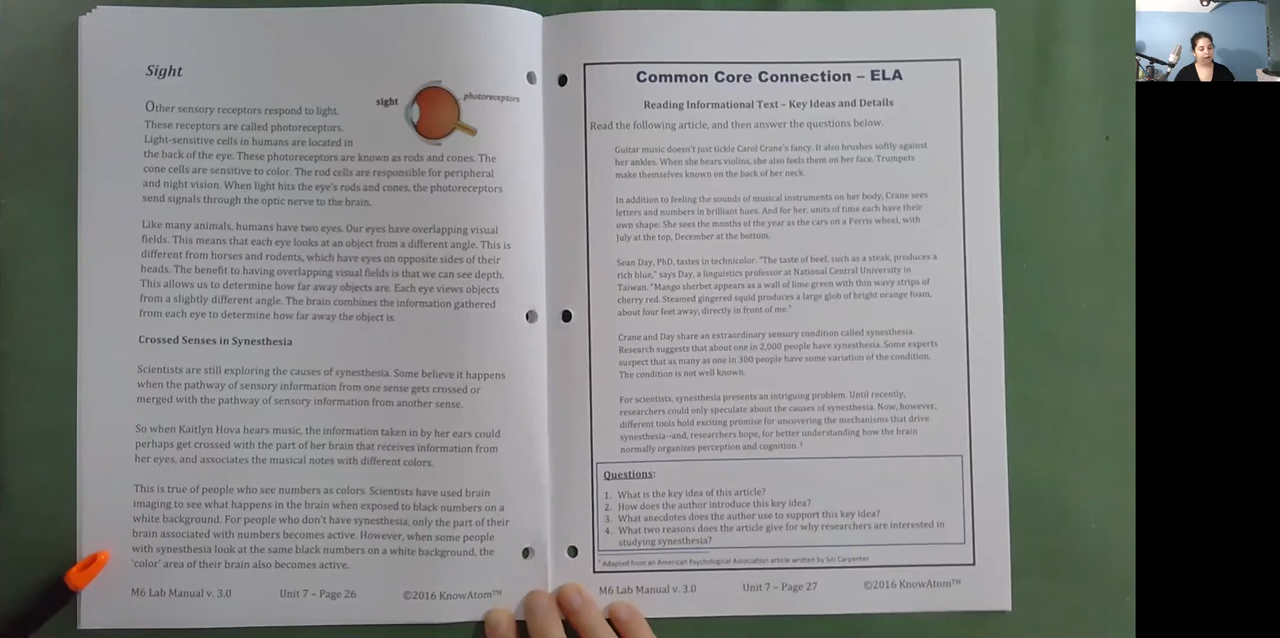 Sight
sight
photoreceptors
Other sensory receptors respond to light.
These receptors are called photoreceptors.
Light-sensitive cells in humans are located in
the back of the eye. These photoreceptors are known as rods and cones. The
cone cells are sensitive to color. The rod cells are responsible for peripheral
and night vision. When light hits the eye's rods and cones, the photoreceptors
send signals through the optic nerve to the brain.
Like many animals, humans have two eyes. Our eyes have overlapping visual
fields. This means that each eye looks at an object from a different angle. This is
different from horses and rodents, which have eyes on opposite sides of their
heads. The benefit to having overlapping visual fields is that we can see depth.
This allows us to determine how far away objects are. Each eye views objects
from a slightly different angle. The brain combines the information gathered
from each eye to determine how far away the object is.
Crossed Senses in Synesthesia
Scientists are still exploring the causes of synesthesia. Some believe it happens
when the pathway of sensory information from one sense gets crossed or
merged with the pathway of sensory information from another sense.
So when Kaitlyn Hova hears music, the information taken in by her ears could
perhaps get crossed with the part of her brain that receives information from
her eyes, and associates the musical notes with different colors.
This is true of people who see numbers as colors. Scientists have used brain
imaging to see what happens in the brain when exposed to black numbers on a
white background. For people who don't have synesthesia, only the part of their
brain associated with numbers becomes active. However, when some people
with synesthesia look at the same black numbers on a white background, the
'color' area of their brain also becomes active.
M6 Lab Manual v. 3.0 Unit 7 – Page 26 ©2016 KnowAtom™
Common Core Connection – ELA
Reading Informational Text – Key Ideas and Details
Read the following article, and then answer the questions below.
Guitar music doesn't just tickle Carol Crane's fancy. It also brushes softly against
her ankles. When she hears violins, she also feels them on her face. Trumpets
make themselves known on the back of her neck.
In addition to feeling the sounds of musical instruments on her body, Crane sees
letters and numbers in brilliant hues. And for her, units of time each have their
own shape: She sees the months of the year as the cars on a Ferris wheel, with
July at the top, December at the bottom.
Sean Day, PhD, tastes in technicolor. "The taste of beef, such as a steak, produces a
rich blue," says Day, a linguistics professor at National Central University in
Taiwan. "Mango sherbet appears as a wall of lime green with thin wavy strips of
cherry red. Steamed gingered squid produces a large glob of bright orange foam,
about four feet away, directly in front of me."
Crane and Day share an extraordinary sensory condition called synesthesia.
Research suggests that about one in 2,000 people have synesthesia. Some experts
suspect that as many as one in 300 people have some variation of the condition.
The condition is not well known.
For scientists, synesthesia presents an intriguing problem. Until recently,
researchers could only speculate about the causes of synesthesia. Now, however,
different tools hold exciting promise for uncovering the mechanisms that drive
synesthesia—and, researchers hope, for better understanding how the brain
normally organizes perception and cognition. 1
Questions:
1. What is the key idea of this article?
2. How does the author introduce this key idea?
3. What anecdotes does the author use to support this key idea?
4. What two reasons does the article give for why researchers are interested in
studying synesthesia?
1 Adapted from an American Psychological Association article written by Siri Carpenter
M6 Lab Manual v. 3.0 Unit 7 – Page 27 ©2016 KnowAtom™